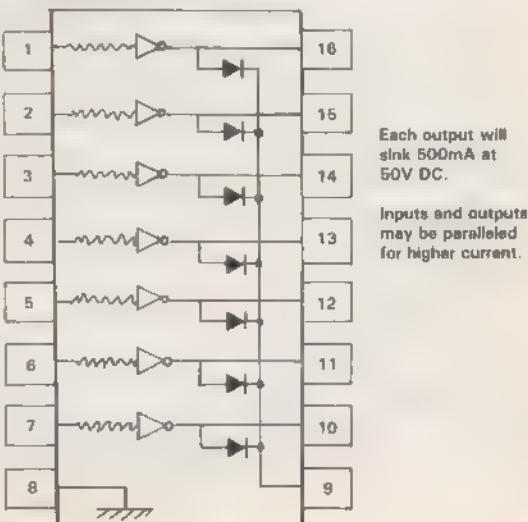 1 16
2 15
3 14
4 13
5 12
6 11
7 10
8 9
Each output will
sink 500mA at
50V DC.
Inputs and outputs
may be paralleled
for higher current.